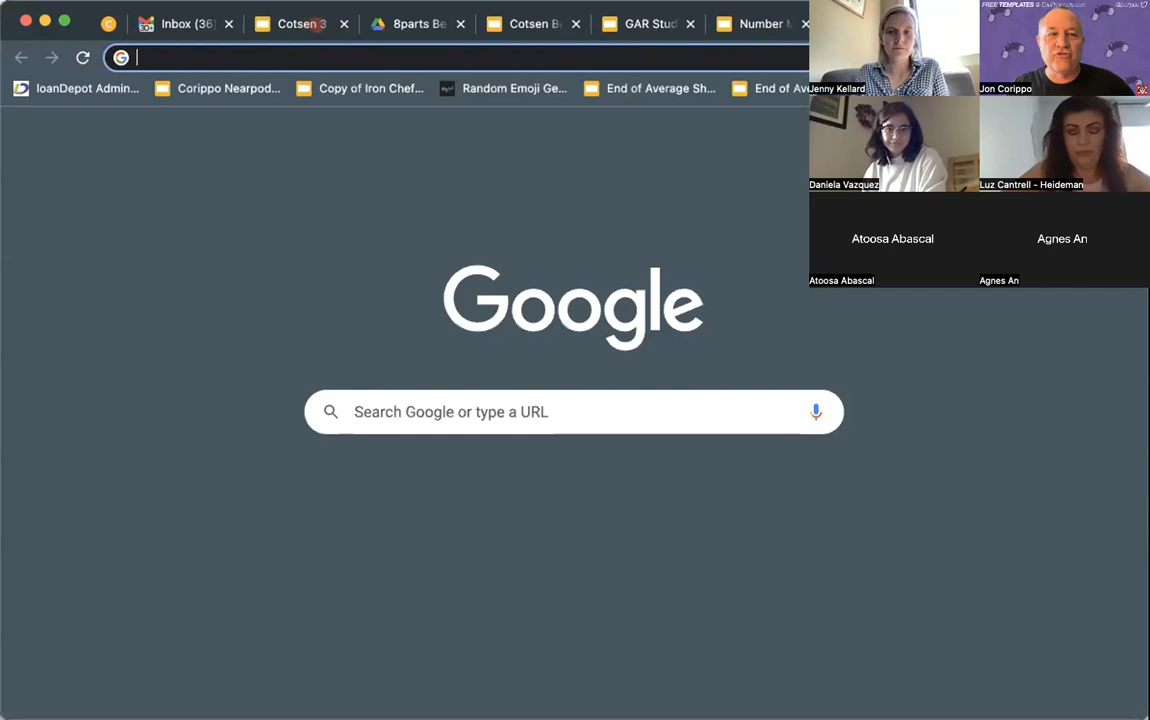 Inbox (36)
Cotsen 3
8parts Be
Cotsen B
GAR Stud
Number M
loanDepot Admin...
Corippo Nearpod...
Copy of Iron Chef...
Random Emoji Ge...
End of Average Sh...
End of Av
Google
Search Google or type a URL
FREE TEMPLATES @ EduProtocols.com
Jenny Kellard
Jon Corippo
Daniela Vazquez
Luz Cantrell - Heideman
Atoosa Abascal
Agnes An
Atoosa Abascal
Agnes An